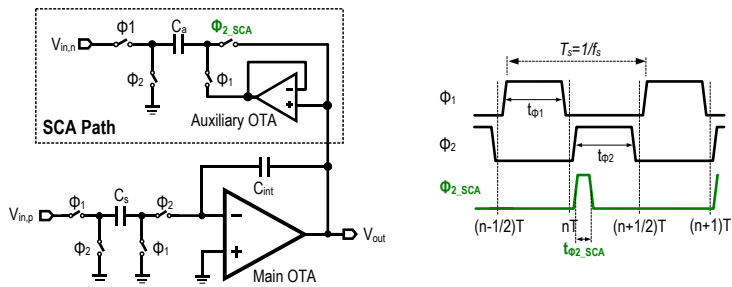 Φ1
Ca
Φ2_SCA
Vin,n
Φ2
Φ1
Auxiliary OTA
SCA Path
Cint
Φ1
Cs
Φ2
Vin,p
Φ2
Φ1
Vout
Main OTA
Ts=1/fs
Φ1
tΦ1
Φ2
tΦ2
Φ2_SCA
(n-1/2)T
nT
(n+1/2)T
(n+1)T
tΦ2_SCA